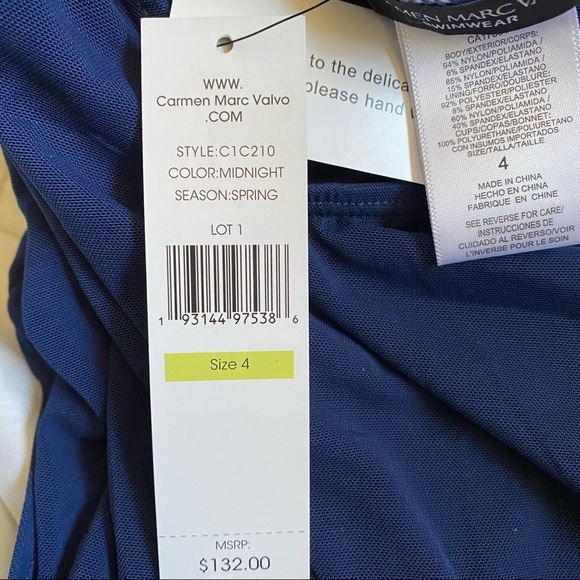 WWW.
Carmen Marc Valvo
.COM
STYLE:C1C210
COLOR:MIDNIGHT
SEASON:SPRING
LOT 1
1 93144 97538 6
Size 4
MSRP:
$132.00
to the delica
please hand
MEN MARC VA
SWIMWEAR
BODY/EXTERIOR/CORPS:
94% NYLON/POLIAMIDA /
6% SPANDEX/ELASTANO
85% NYLON/POLIAMIDA /
15% SPANDEX/ELASTANO
LINING/FORRO/DOUBLURE:
92% POLYESTER/POLIESTER
8% SPANDEX/ELASTANO
60% NYLON/POLIAMIDA /
40% SPANDEX/ELASTANO
CUPS/COPAS/BONNET:
100% POLYURETHANE/POLIURETANO
CON INSUMOS IMPORTADOS
SIZE/TALLA/TAILLE
4
MADE IN CHINA
HECHO EN CHINA
FABRIQUE EN CHINE
SEE REVERSE FOR CARE/
INSTRUCCIONES DE
CUIDADO AL REVERSO/VOIR
L'INVERSE POUR LE SOIN